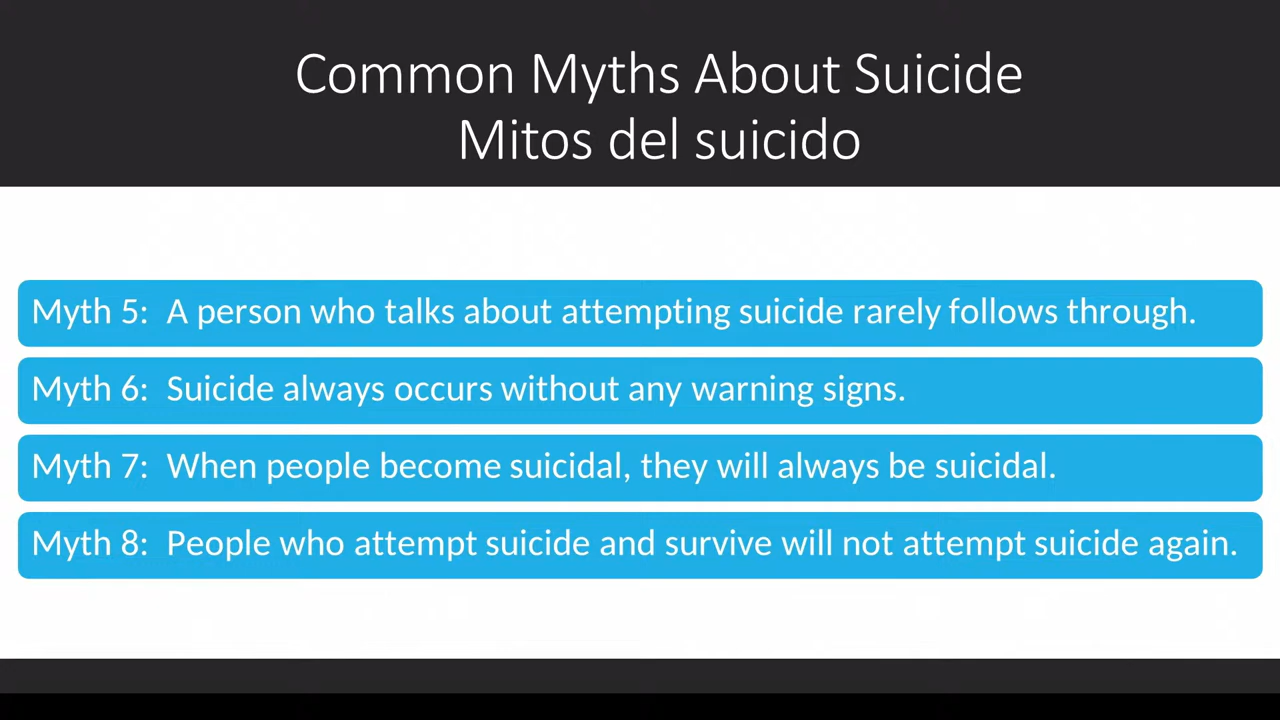 Common Myths About Suicide
Mitos del suicido
Myth 5:  A person who talks about attempting suicide rarely follows through.
Myth 6:  Suicide always occurs without any warning signs.
Myth 7:  When people become suicidal, they will always be suicidal.
Myth 8:  People who attempt suicide and survive will not attempt suicide again.